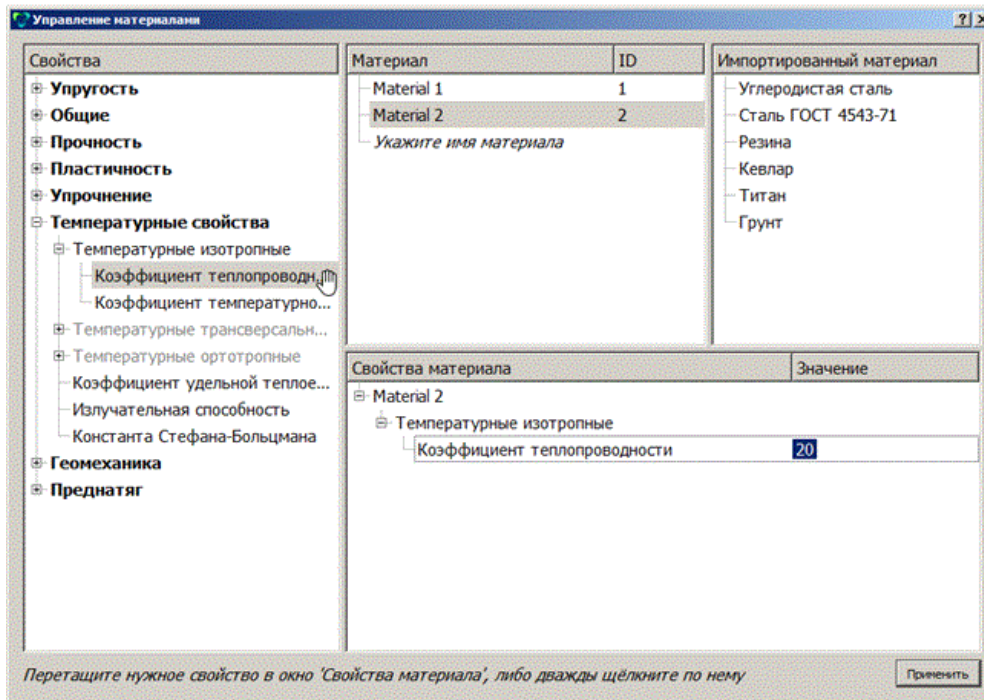 Управление материалами
Свойства
Упругость
Общие
Прочность
Пластичность
Упрочнение
Температурные свойства
Температурные изотропные
Коэффициент теплопроводн...
Коэффициент температурно...
Температурные трансверсальн...
Температурные ортотропные
Коэффициент удельной теплое...
Излучательная способность
Константа Стефана-Больцмана
Геомеханика
Преднатяг
Материал ID
Material 1 1
Material 2 2
Укажите имя материала
Импортированный материал
Углеродистая сталь
Сталь ГОСТ 4543-71
Резина
Кевлар
Титан
Грунт
Свойства материала Значение
Material 2
Температурные изотропные
Коэффициент теплопроводности 20
Перетащите нужное свойство в окно 'Свойства материала', либо дважды щёлкните по нему
Применить